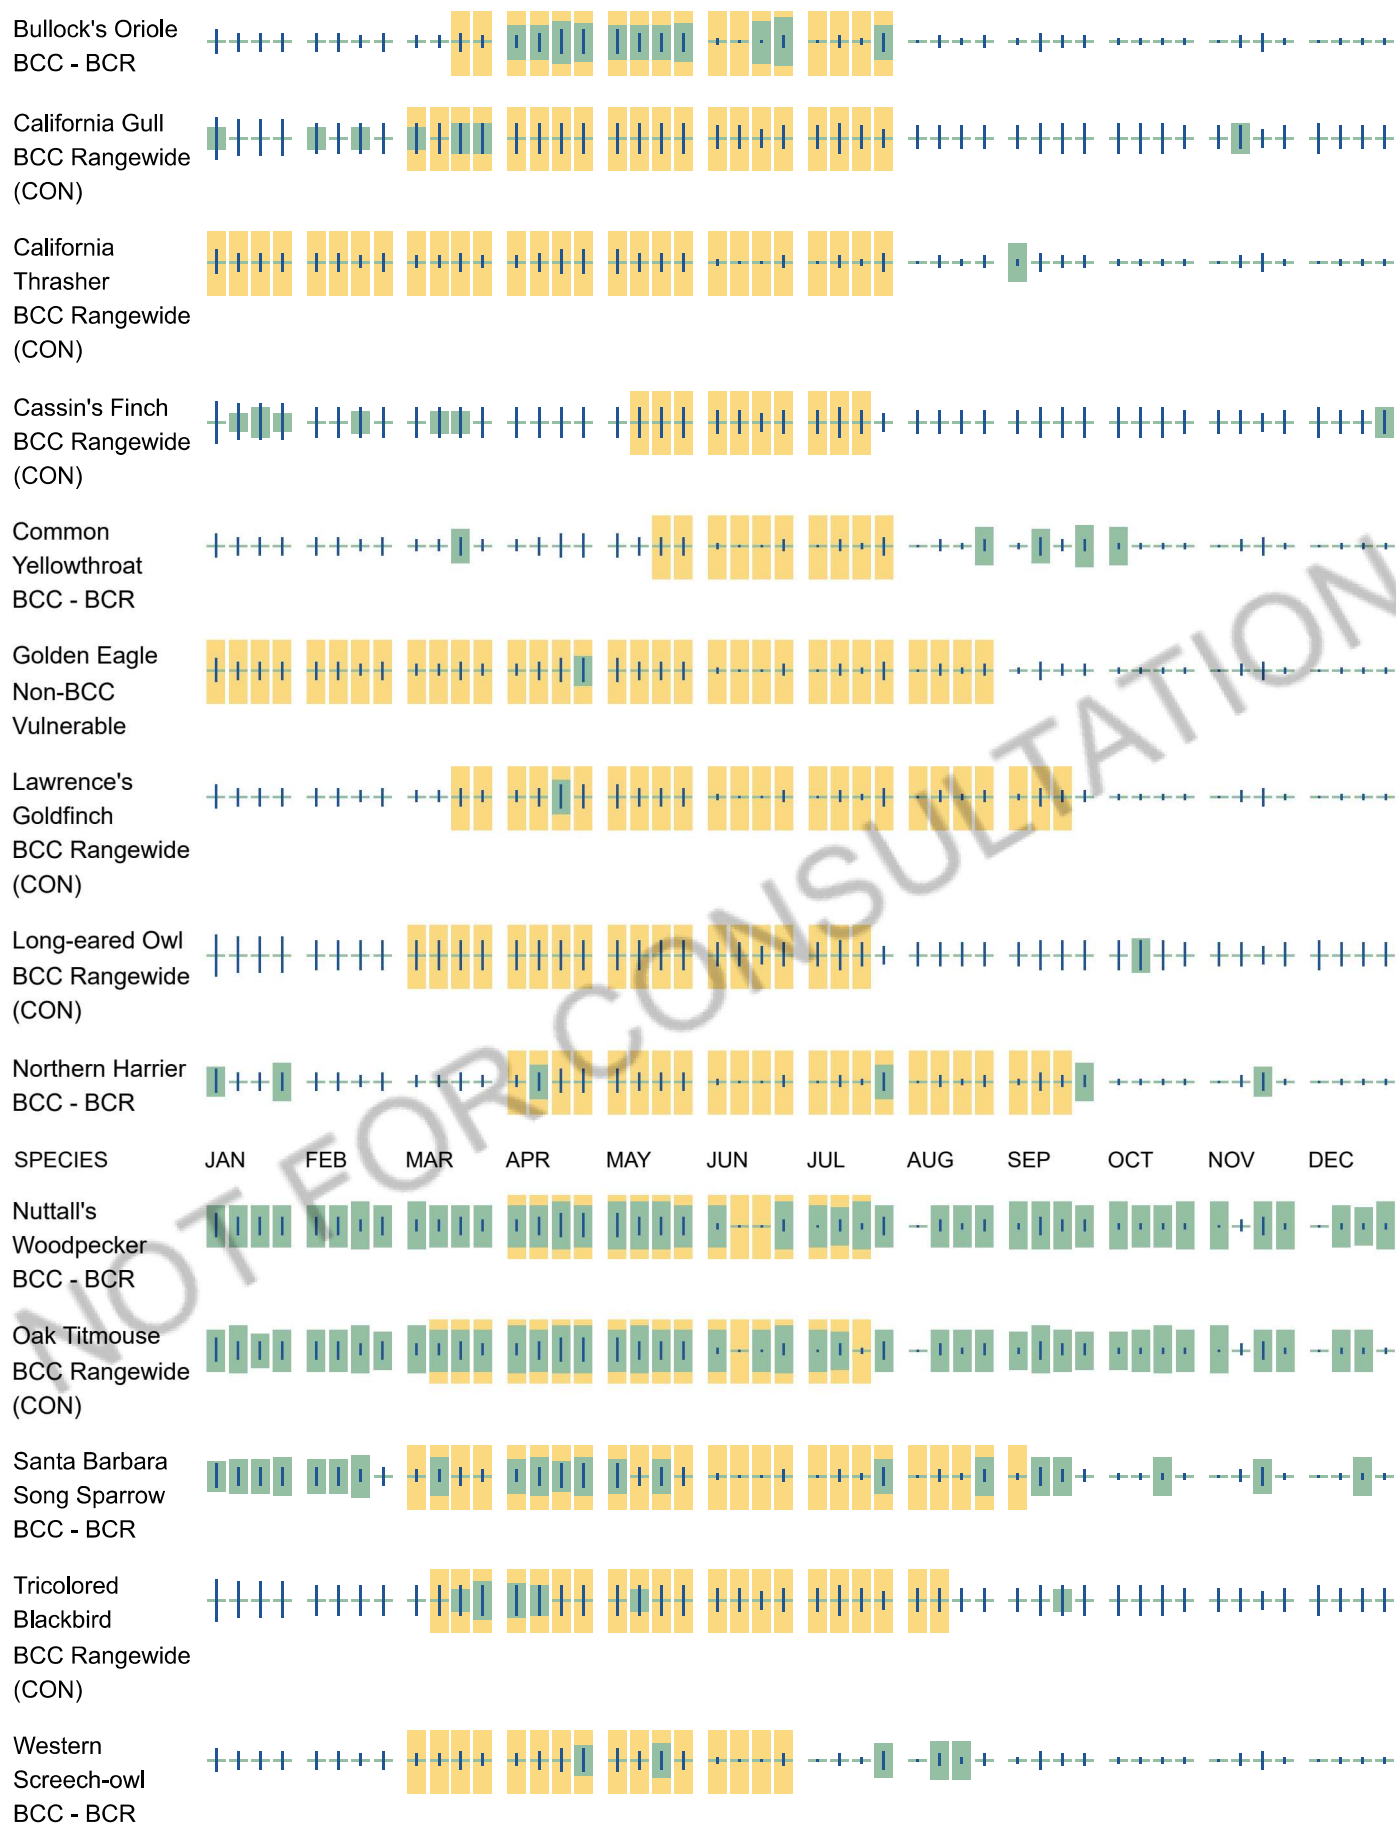 Bullock's Oriole
BCC - BCR
California Gull
BCC Rangewide
(CON)
California
Thrasher
BCC Rangewide
(CON)
Cassin's Finch
BCC Rangewide
(CON)
Common
Yellowthroat
BCC - BCR
Golden Eagle
Non-BCC
Vulnerable
Lawrence's
Goldfinch
BCC Rangewide
(CON)
Long-eared Owl
BCC Rangewide
(CON)
Northern Harrier
BCC - BCR
SPECIES JAN FEB MAR APR MAY JUN JUL AUG SEP OCT NOV DEC
Nuttall's
Woodpecker
BCC - BCR
Oak Titmouse
BCC Rangewide
(CON)
Santa Barbara
Song Sparrow
BCC - BCR
Tricolored
Blackbird
BCC Rangewide
(CON)
Western
Screech-owl
BCC - BCR
NOT FOR CONSULTATION